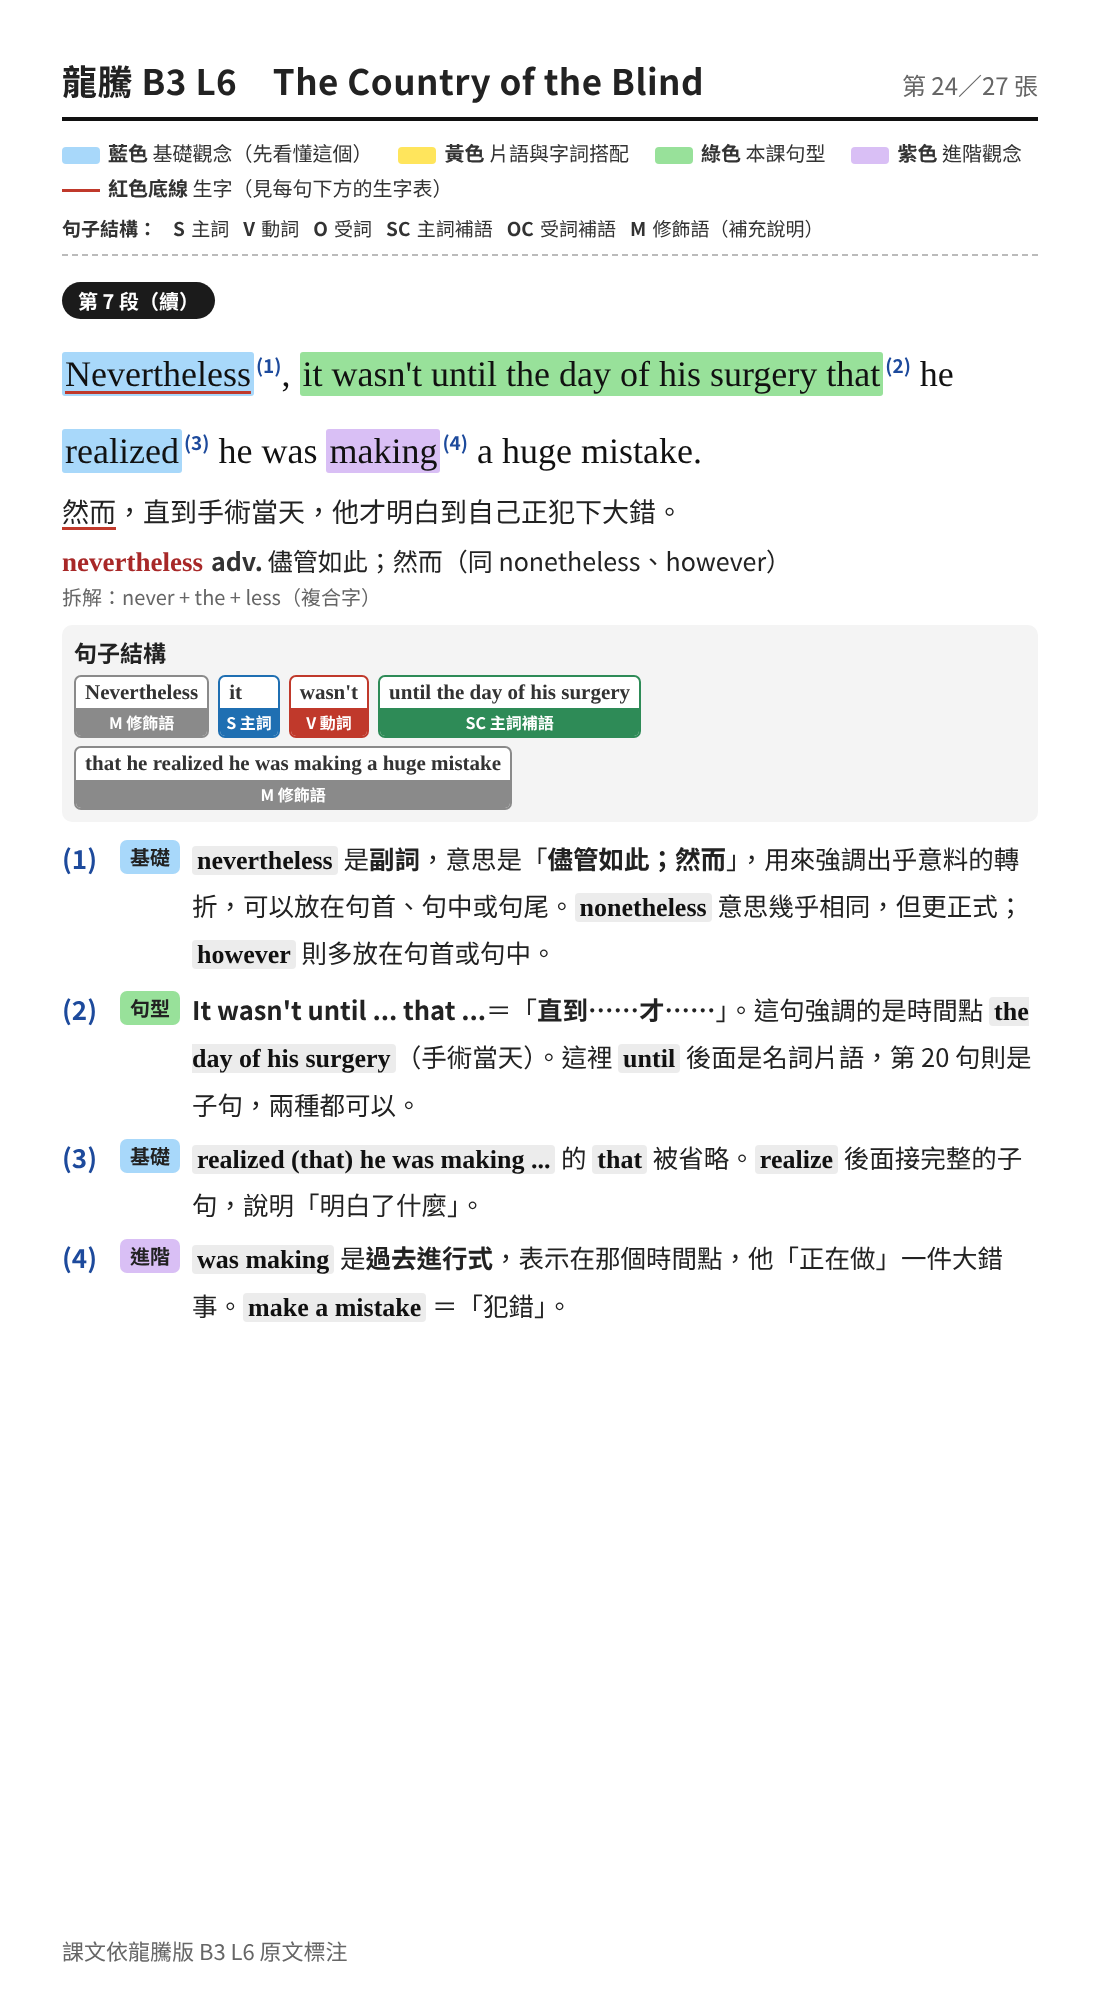 龍騰 B3 L6　The Country of the Blind
第 24／27 張
藍色 基礎觀念（先看懂這個）　黃色 片語與字詞搭配　綠色 本課句型　紫色 進階觀念
紅色底線 生字（見每句下方的生字表）
句子結構： S 主詞 V 動詞 O 受詞 SC 主詞補語 OC 受詞補語 M 修飾語（補充說明）
第 7 段（續）
Nevertheless(1), it wasn't until the day of his surgery that(2) he
realized(3) he was making(4) a huge mistake.
然而，直到手術當天，他才明白到自己正犯下大錯。
nevertheless adv. 儘管如此；然而（同 nonetheless、however）
拆解：never + the + less（複合字）
句子結構
Nevertheless it wasn't until the day of his surgery
M 修飾語 S 主詞 V 動詞 SC 主詞補語
that he realized he was making a huge mistake
M 修飾語
(1) 基礎 nevertheless 是副詞，意思是「儘管如此；然而」，用來強調出乎意料的轉
折，可以放在句首、句中或句尾。nonetheless 意思幾乎相同，但更正式；
however 則多放在句首或句中。
(2) 句型 It wasn't until ... that ...＝「直到……才……」。這句強調的是時間點 the
day of his surgery（手術當天）。這裡 until 後面是名詞片語，第 20 句則是
子句，兩種都可以。
(3) 基礎 realized (that) he was making ... 的 that 被省略。realize 後面接完整的子
句，說明「明白了什麼」。
(4) 進階 was making 是過去進行式，表示在那個時間點，他「正在做」一件大錯
事。make a mistake ＝「犯錯」。
課文依龍騰版 B3 L6 原文標注